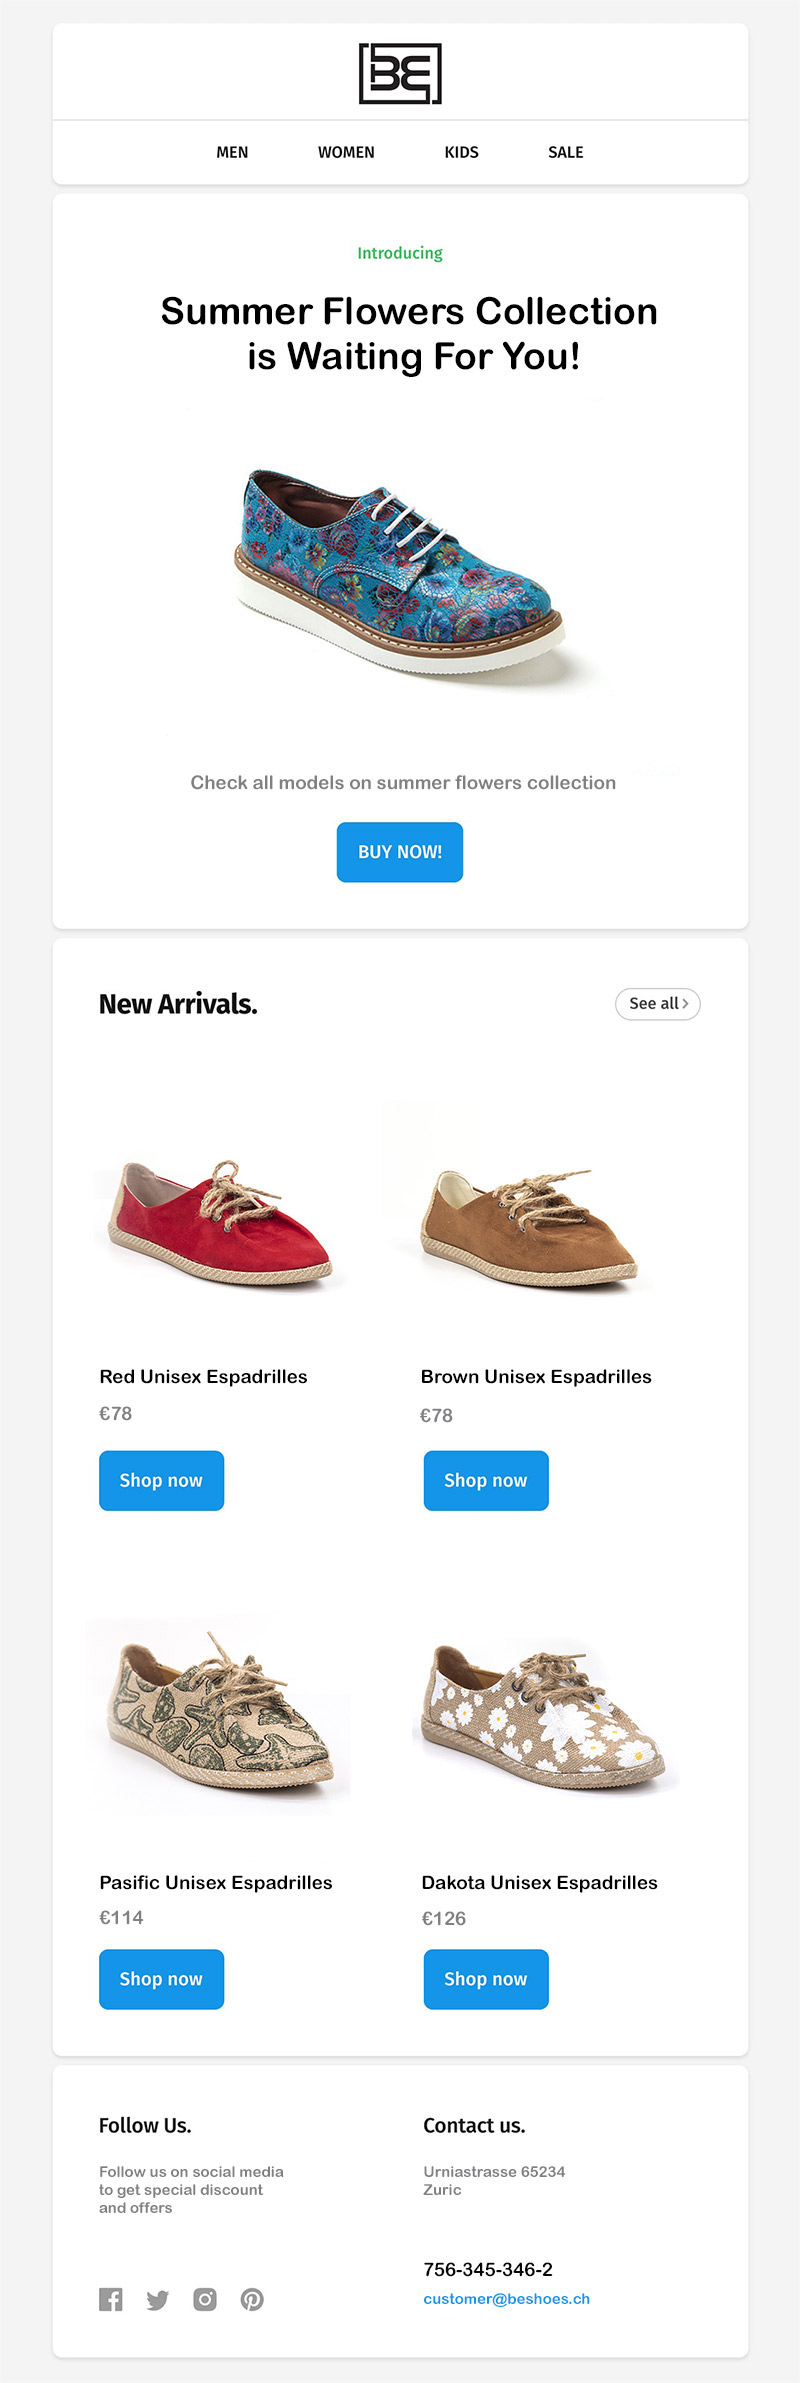 BE
MEN WOMEN KIDS SALE
Introducing
Summer Flowers Collection
is Waiting For You!
Check all models on summer flowers collection
BUY NOW!
New Arrivals.
See all >
Red Unisex Espadrilles
€78
Shop now
Brown Unisex Espadrilles
€78
Shop now
Pasific Unisex Espadrilles
€114
Shop now
Dakota Unisex Espadrilles
€126
Shop now
Follow Us.
Follow us on social media
to get special discount
and offers
Contact us.
Urniastrasse 65234
Zuric
756-345-346-2
customer@beshoes.ch